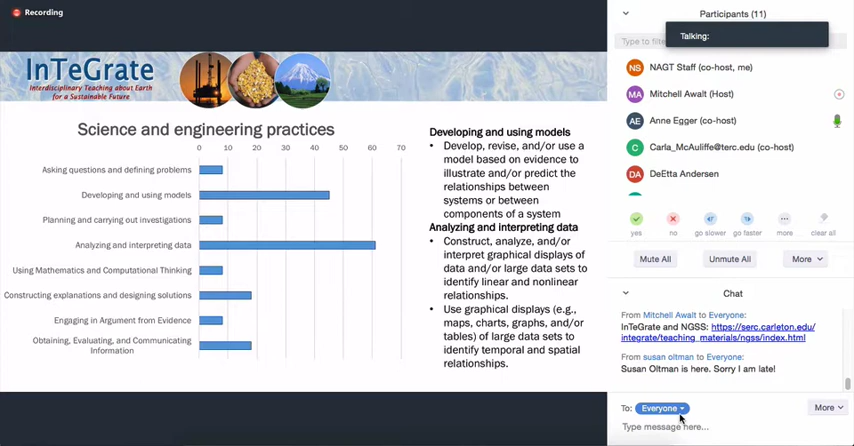 Recording
InTeGrate
Interdisciplinary Teaching about Earth
for a Sustainable Future
Science and engineering practices
0 10 20 30 40 50 60 70
Asking questions and defining problems
Developing and using models
Planning and carrying out investigations
Analyzing and interpreting data
Using Mathematics and Computational Thinking
Constructing explanations and designing solutions
Engaging in Argument from Evidence
Obtaining, Evaluating, and Communicating
Information
Developing and using models
• Develop, revise, and/or use a
model based on evidence to
illustrate and/or predict the
relationships between
systems or between
components of a system
Analyzing and interpreting data
• Construct, analyze, and/or
interpret graphical displays of
data and/or large data sets to
identify linear and nonlinear
relationships.
• Use graphical displays (e.g.,
maps, charts, graphs, and/or
tables) of large data sets to
identify temporal and spatial
relationships.
Participants (11)
Type to filte
Talking:
NS NAGT Staff (co-host, me)
MA Mitchell Awalt (Host)
AE Anne Egger (co-host)
C Carla_McAuliffe@terc.edu (co-host)
DA DeEtta Andersen
yes no go slower go faster more clear all
Mute All Unmute All More
Chat
From Mitchell Awalt to Everyone:
InTeGrate and NGSS: https://serc.carleton.edu/
integrate/teaching_materials/ngss/index.html
From susan oltman to Everyone:
Susan Oltman is here. Sorry I am late!
To: Everyone More
Type message here...